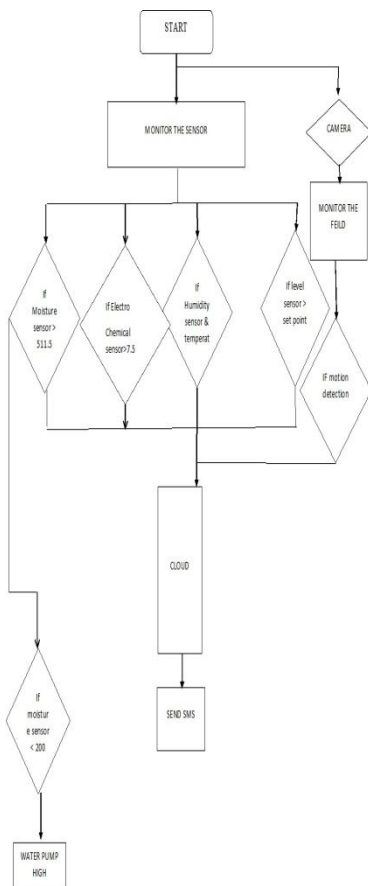 START
MONITOR THE SENSOR
CAMERA
MONITOR THE
FEILD
If
Moisture
sensor >
511.5
If Electro
Chemical
sensor>7.5
If
Humidity
sensor &
temperat
If level
sensor >
set point
IF motion
detection
CLOUD
SEND SMS
If
moistur
e sensor
< 200
WATER PUMP
HIGH